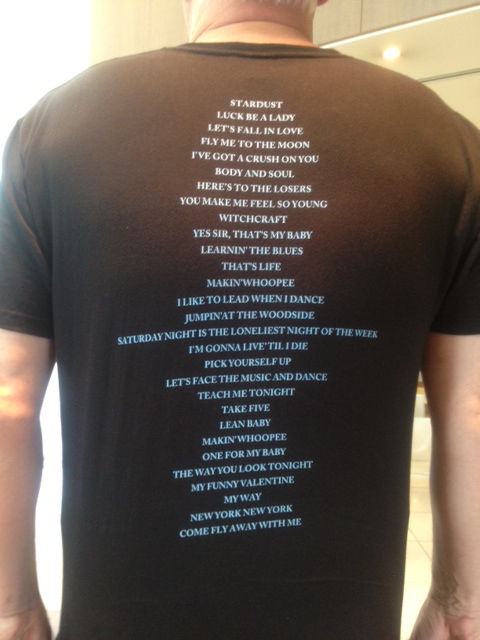 STARDUST
LUCK BE A LADY
LET'S FALL IN LOVE
FLY ME TO THE MOON
I'VE GOT A CRUSH ON YOU
BODY AND SOUL
HERE'S TO THE LOSERS
YOU MAKE ME FEEL SO YOUNG
WITCHCRAFT
YES SIR, THAT'S MY BABY
LEARNIN' THE BLUES
THAT'S LIFE
MAKIN'WHOOPEE
I LIKE TO LEAD WHEN I DANCE
JUMPIN'AT THE WOODSIDE
SATURDAY NIGHT IS THE LONELIEST NIGHT OF THE WEEK
I'M GONNA LIVE'TIL I DIE
PICK YOURSELF UP
LET'S FACE THE MUSIC AND DANCE
TEACH ME TONIGHT
TAKE FIVE
LEAN BABY
MAKIN'WHOOPEE
ONE FOR MY BABY
THE WAY YOU LOOK TONIGHT
MY FUNNY VALENTINE
MY WAY
NEW YORK NEW YORK
COME FLY AWAY WITH ME